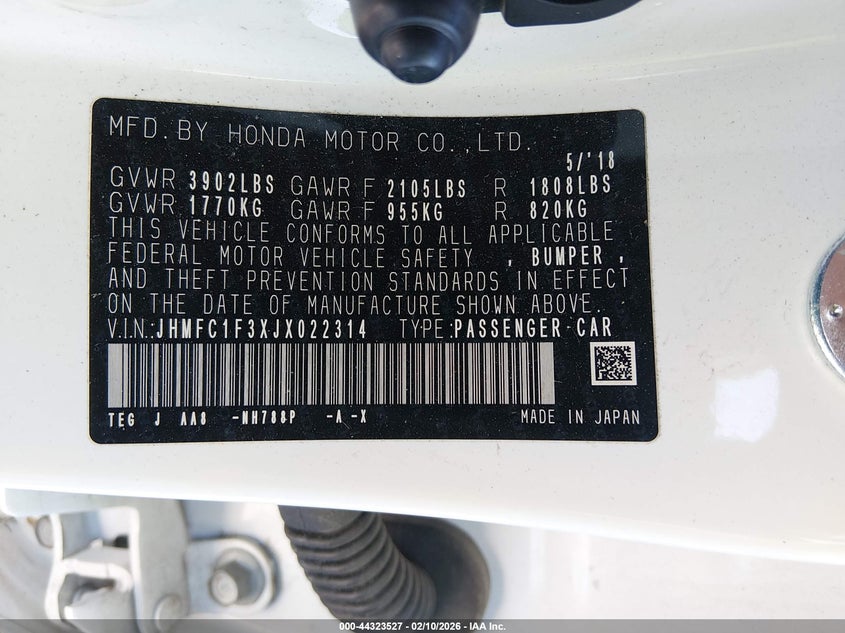 MFD.BY HONDA MOTOR CO.,LTD.
5/'18
GVWR 3902LBS GAWR F 2105LBS R 1808LBS
GVWR 1770KG GAWR F 955KG R 820KG
THIS VEHICLE CONFORMS TO ALL APPLICABLE
FEDERAL MOTOR VEHICLE SAFETY , BUMPER ,
AND THEFT PREVENTION STANDARDS IN EFFECT
ON THE DATE OF MANUFACTURE SHOWN ABOVE.
V.IN.:JHMFC1F3XJX022314 TYPE:PASSENGER CAR
TEG J AA8 -NH788P -A -X MADE IN JAPAN
000-44323527 - 02/10/2026 - IAA Inc.